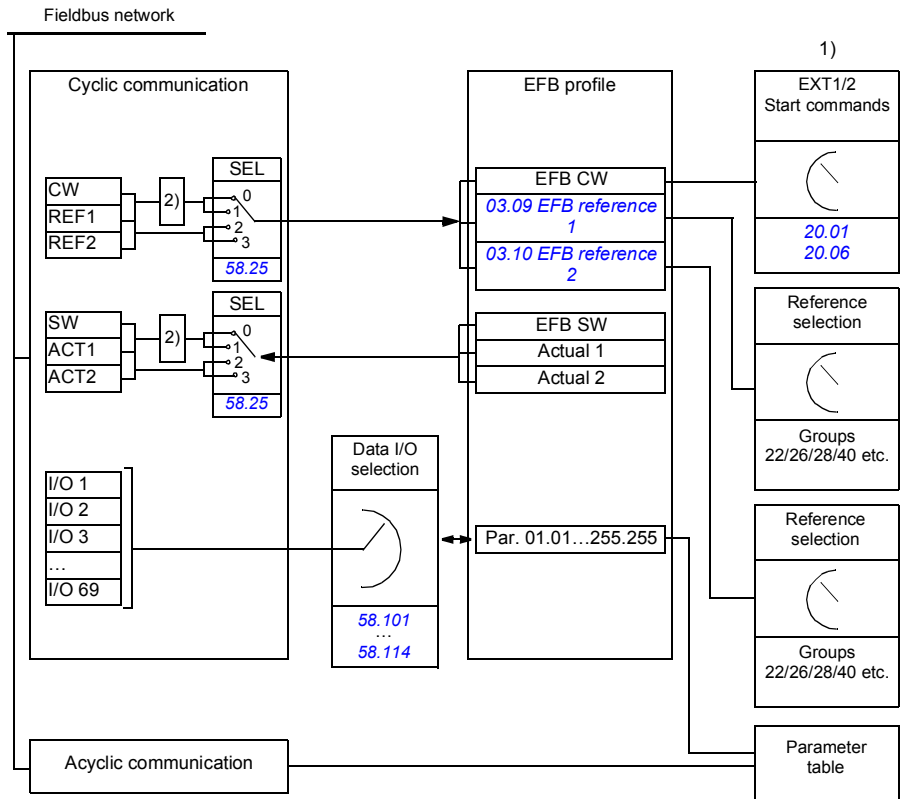 Fieldbus network
1)
Cyclic communication
EFB profile
EXT1/2
Start commands
SEL
CW
REF1
REF2
2)
0
1
2
3
58.25
EFB CW
03.09 EFB reference
1
03.10 EFB reference
2
20.01
20.06
SEL
SW
ACT1
ACT2
2)
0
1
2
3
58.25
EFB SW
Actual 1
Actual 2
Reference
selection
Groups
22/26/28/40 etc.
I/O 1
I/O 2
I/O 3
...
I/O 69
Data I/O
selection
58.101
...
58.114
Par. 01.01...255.255
Reference
selection
Groups
22/26/28/40 etc.
Acyclic communication
Parameter
table